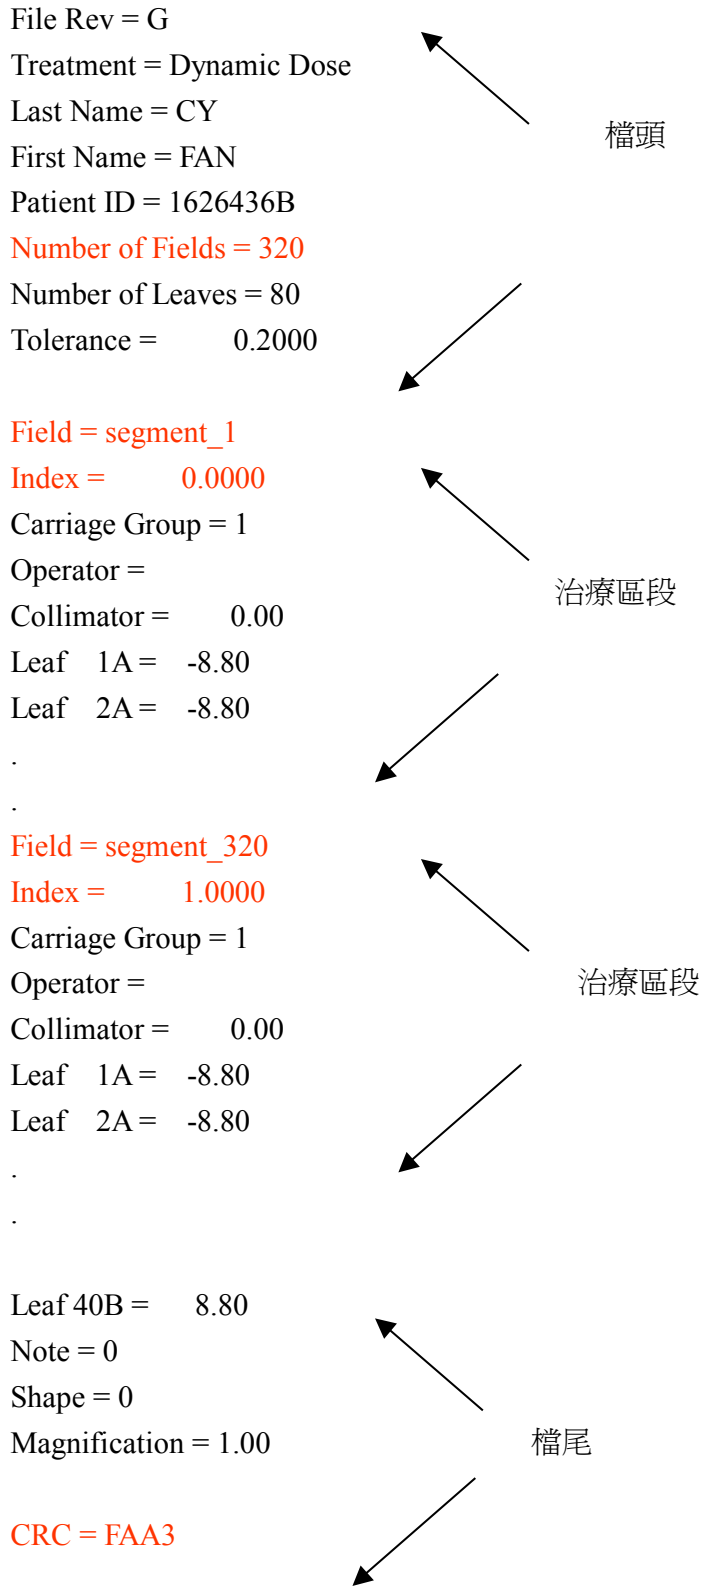 File Rev = G
Treatment = Dynamic Dose
Last Name = CY
First Name = FAN
Patient ID = 1626436B
Number of Fields = 320
Number of Leaves = 80
Tolerance = 0.2000
檔頭
Field = segment_1
Index = 0.0000
Carriage Group = 1
Operator =
Collimator = 0.00
Leaf 1A = -8.80
Leaf 2A = -8.80
.
.
治療區段
Field = segment_320
Index = 1.0000
Carriage Group = 1
Operator =
Collimator = 0.00
Leaf 1A = -8.80
Leaf 2A = -8.80
.
.
治療區段
Leaf 40B = 8.80
Note = 0
Shape = 0
Magnification = 1.00
檔尾
CRC = FAA3